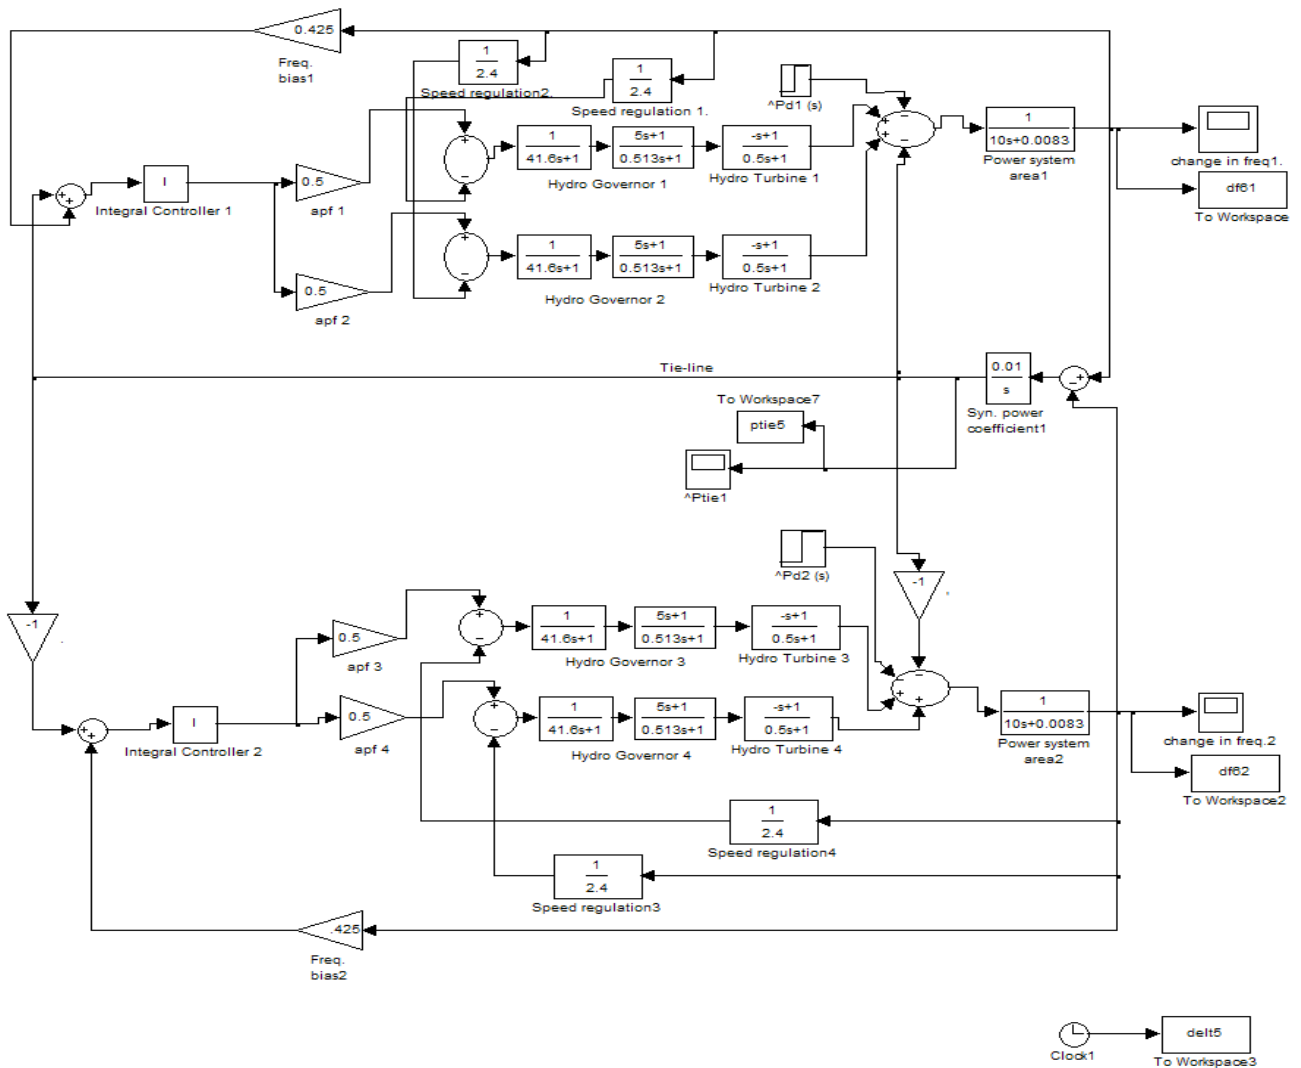 0.425
Freq.
bias1
1
2.4
Speed regulation2.
1
2.4
Speed regulation 1.
^Pd1 (s)
+
-
1
41.6s+1
Hydro Governor 1
5s+1
0.513s+1
-s+1
0.5s+1
Hydro Turbine 1
-
+
+
-
1
10s+0.0083
Power system
area1
change in freq1.
df61
To Workspace
+
+
I
Integral Controller 1
0.5
apf 1
0.5
apf 2
+
-
1
41.6s+1
Hydro Governor 2
5s+1
0.513s+1
-s+1
0.5s+1
Hydro Turbine 2
Tie-line
0.01
s
Syn. power
coefficient1
+
-
To Workspace7
ptie5
^Ptie1
^Pd2 (s)
-1
-1
0.5
apf 3
0.5
apf 4
+
-
1
41.6s+1
Hydro Governor 3
5s+1
0.513s+1
-s+1
0.5s+1
Hydro Turbine 3
+
-
1
41.6s+1
Hydro Governor 4
5s+1
0.513s+1
-s+1
0.5s+1
Hydro Turbine 4
-
-
+
+
1
10s+0.0083
Power system
area2
change in freq.2
df62
To Workspace2
+
+
I
Integral Controller 2
1
2.4
Speed regulation4
1
2.4
Speed regulation3
.425
Freq.
bias2
Clock1
delt5
To Workspace3